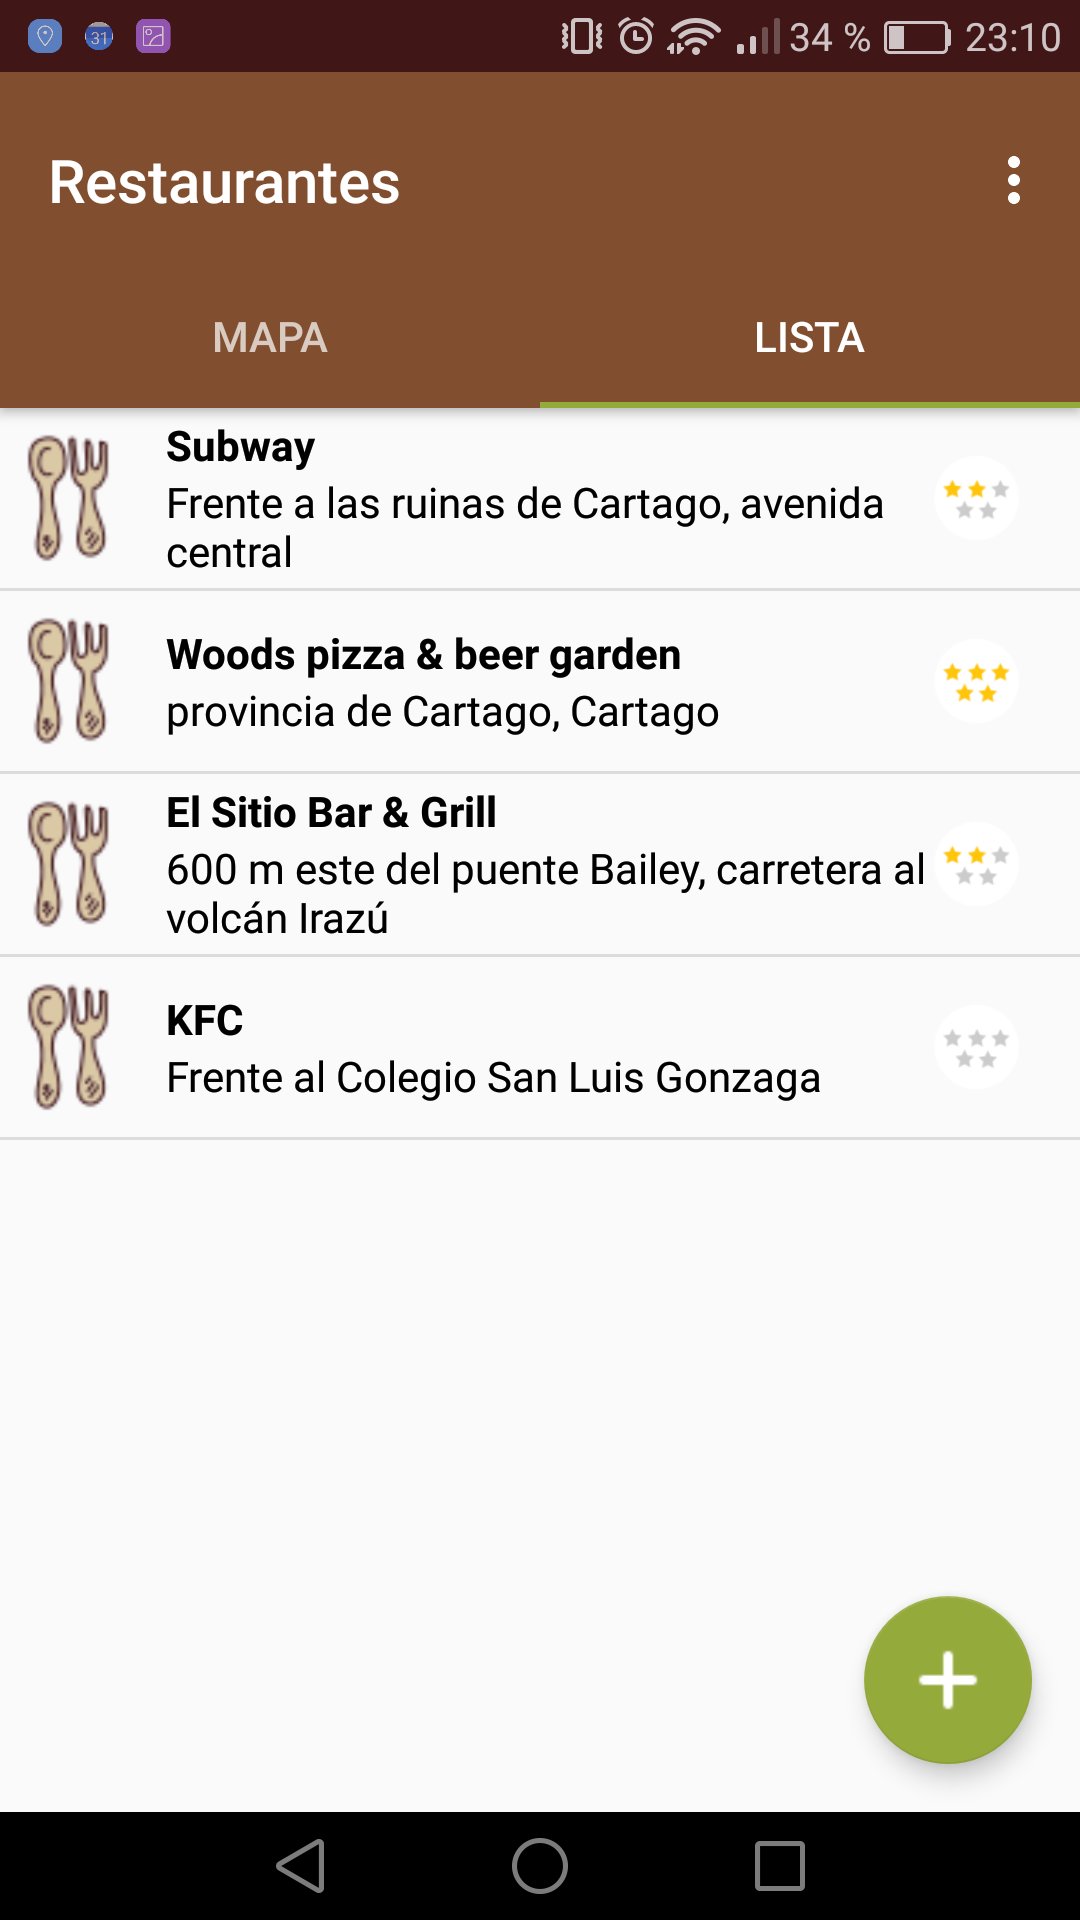 31 34 % 23:10
Restaurantes
MAPA LISTA
Subway
Frente a las ruinas de Cartago, avenida
central
Woods pizza & beer garden
provincia de Cartago, Cartago
El Sitio Bar & Grill
600 m este del puente Bailey, carretera al
volcán Irazú
KFC
Frente al Colegio San Luis Gonzaga